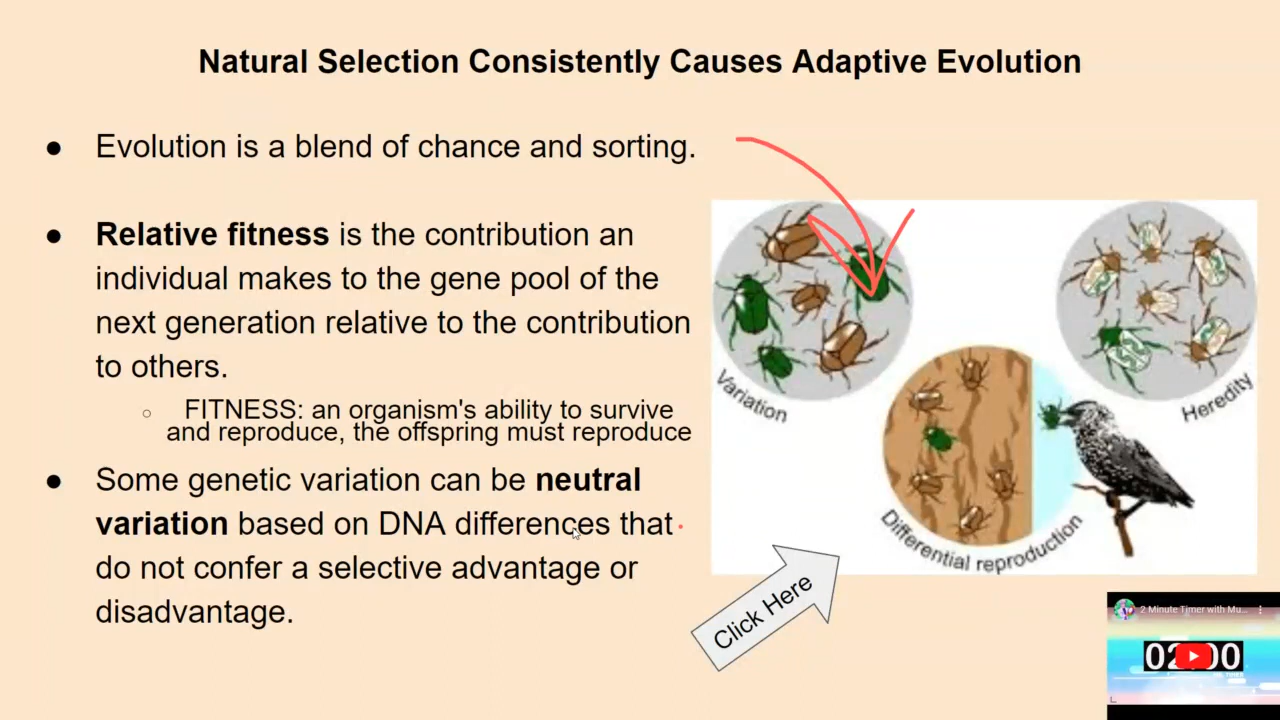 Natural Selection Consistently Causes Adaptive Evolution
● Evolution is a blend of chance and sorting.
● Relative fitness is the contribution an
individual makes to the gene pool of the
next generation relative to the contribution
to others.
○ FITNESS: an organism's ability to survive
and reproduce, the offspring must reproduce
● Some genetic variation can be neutral
variation based on DNA differences that
do not confer a selective advantage or
disadvantage.
Variation
Heredity
Differential reproduction
Click Here
2 Minute Timer with Mu...